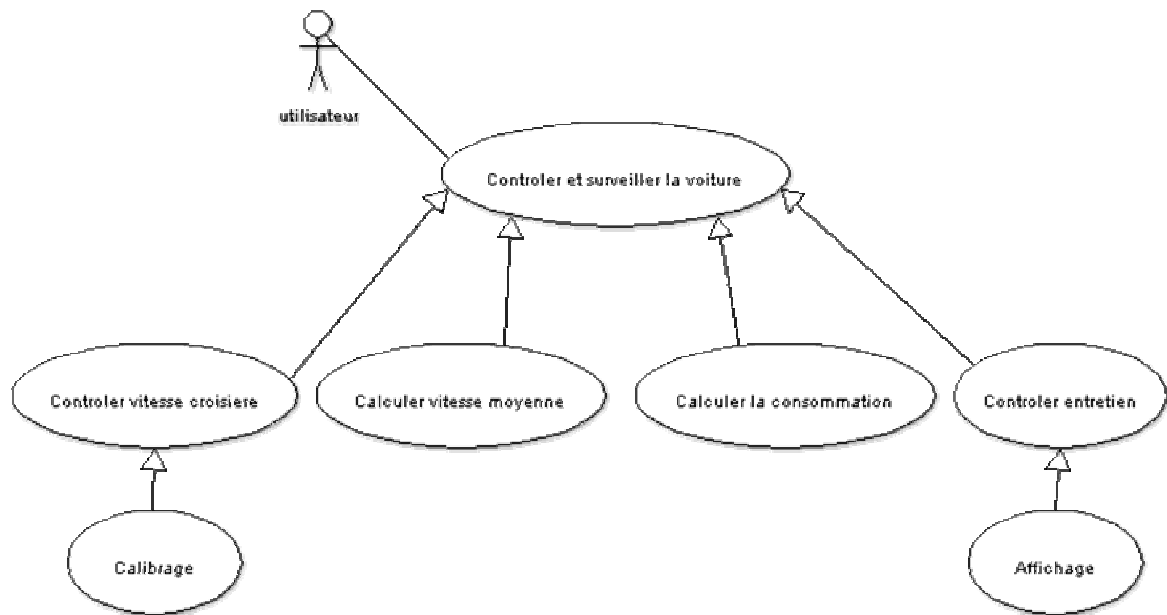 utilisateur
Controler et surveiller la voiture
Controler vitesse croisiere
Calculer vitesse moyenne
Calculer la consommation
Controler entretien
Calibrage
Affichage